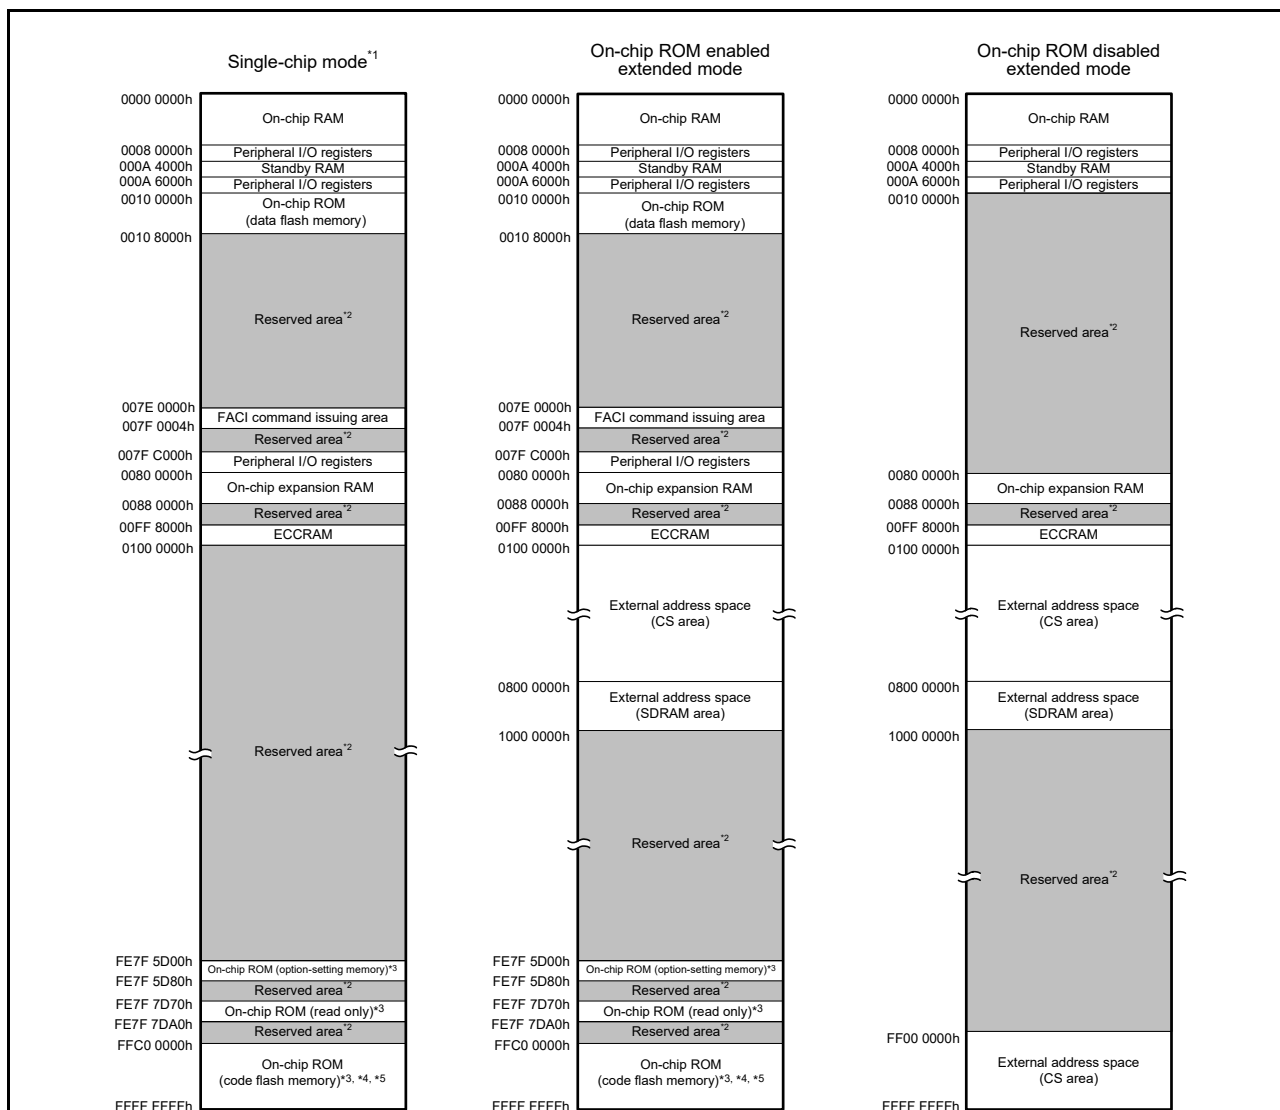 Single-chip mode*1
0000 0000h
On-chip RAM
0008 0000h
Peripheral I/O registers
000A 4000h
Standby RAM
000A 6000h
Peripheral I/O registers
0010 0000h
On-chip ROM
(data flash memory)
0010 8000h
Reserved area*2
007E 0000h
FACI command issuing area
007F 0004h
Reserved area*2
007F C000h
Peripheral I/O registers
0080 0000h
On-chip expansion RAM
0088 0000h
Reserved area*2
00FF 8000h
ECCRAM
0100 0000h
Reserved area*2
FE7F 5D00h
On-chip ROM (option-setting memory)*3
FE7F 5D80h
Reserved area*2
FE7F 7D70h
On-chip ROM (read only)*3
FE7F 7DA0h
Reserved area*2
FFC0 0000h
On-chip ROM
(code flash memory)*3, *4, *5
FFFF FFFFh
On-chip ROM enabled
extended mode
0000 0000h
On-chip RAM
0008 0000h
Peripheral I/O registers
000A 4000h
Standby RAM
000A 6000h
Peripheral I/O registers
0010 0000h
On-chip ROM
(data flash memory)
0010 8000h
Reserved area*2
007E 0000h
FACI command issuing area
007F 0004h
Reserved area*2
007F C000h
Peripheral I/O registers
0080 0000h
On-chip expansion RAM
0088 0000h
Reserved area*2
00FF 8000h
ECCRAM
0100 0000h
External address space
(CS area)
0800 0000h
External address space
(SDRAM area)
1000 0000h
Reserved area*2
FE7F 5D00h
On-chip ROM (option-setting memory)*3
FE7F 5D80h
Reserved area*2
FE7F 7D70h
On-chip ROM (read only)*3
FE7F 7DA0h
Reserved area*2
FFC0 0000h
On-chip ROM
(code flash memory)*3, *4, *5
FFFF FFFFh
On-chip ROM disabled
extended mode
0000 0000h
On-chip RAM
0008 0000h
Peripheral I/O registers
000A 4000h
Standby RAM
000A 6000h
Peripheral I/O registers
0010 0000h
Reserved area*2
0080 0000h
On-chip expansion RAM
0088 0000h
Reserved area*2
00FF 8000h
ECCRAM
0100 0000h
External address space
(CS area)
0800 0000h
External address space
(SDRAM area)
1000 0000h
Reserved area*2
FF00 0000h
External address space
(CS area)
FFFF FFFFh